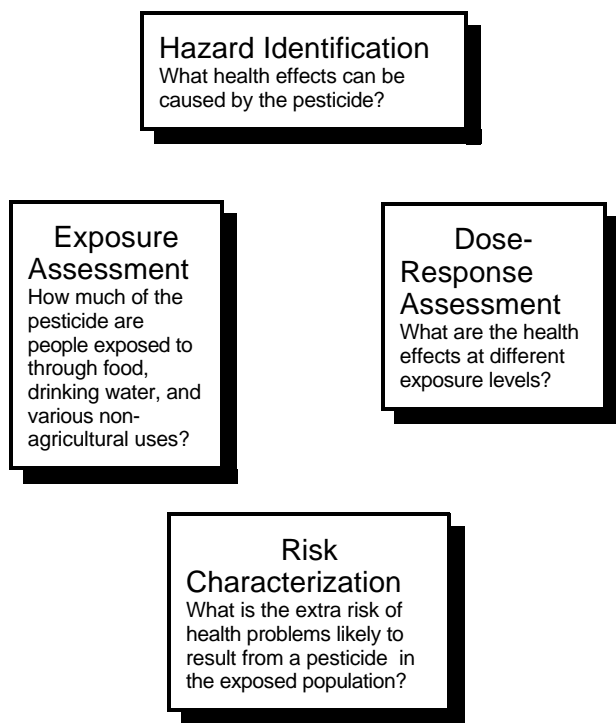 Hazard Identification
What health effects can be
caused by the pesticide?
Exposure
Assessment
How much of the
pesticide are
people exposed to
through food,
drinking water, and
various non-
agricultural uses?
Dose-
Response
Assessment
What are the health
effects at different
exposure levels?
Risk
Characterization
What is the extra risk of
health problems likely to
result from a pesticide  in
the exposed population?